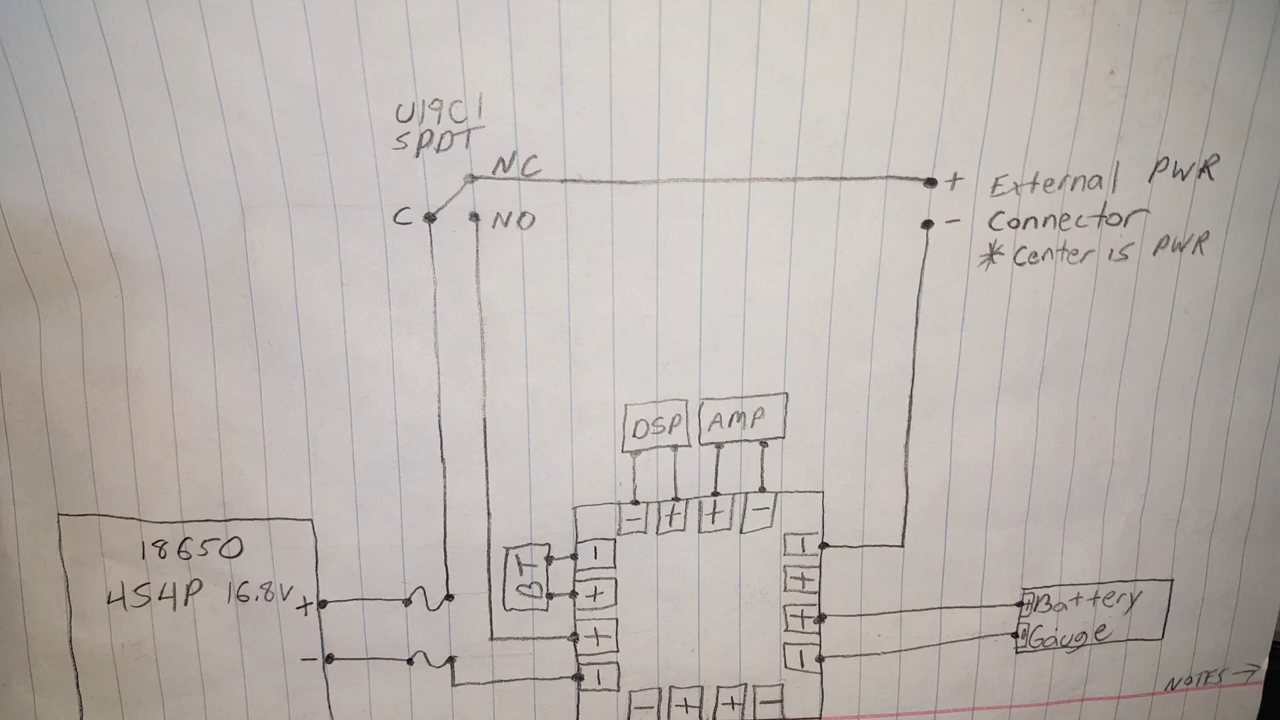 U19C1
SPDT
NC
C
NO
+ External PWR
- Connector
* Center is PWR
DSP
AMP
- + + -
18650
4S4P 16.8V +
-
BT
-
+
+
-
-
+
+
-
+ Battery
Gauge
- + + -
NOTES →